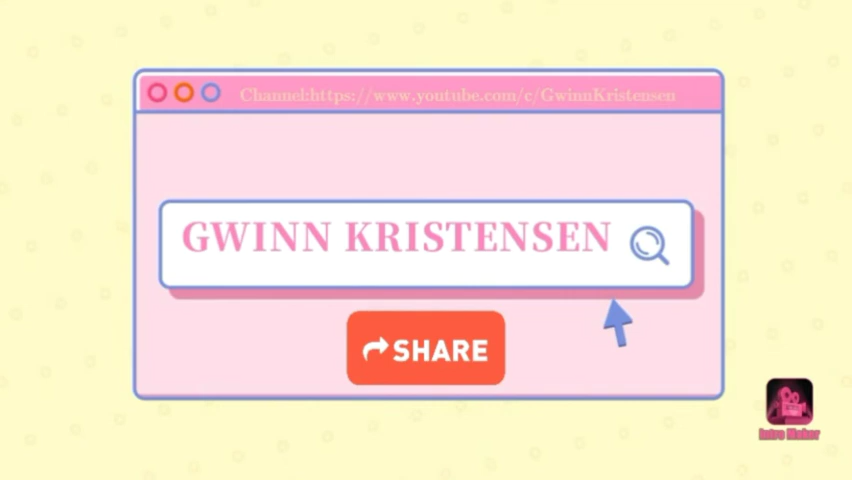 Channel:https://www.youtube.com/c/GwinnKristensen
GWINN KRISTENSEN
SHARE
Intro Maker